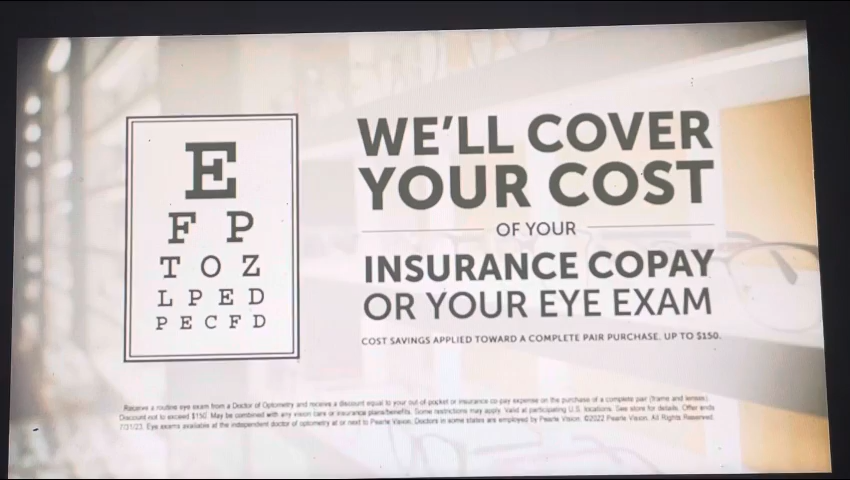 E
F P
T O Z
L P E D
P E C F D
WE'LL COVER
YOUR COST
OF YOUR
INSURANCE COPAY
OR YOUR EYE EXAM
COST SAVINGS APPLIED TOWARD A COMPLETE PAIR PURCHASE. UP TO $150.
Receive a routine eye exam from a Doctor of Optometry and receive a discount equal to your out of pocket or insurance co-pay expense on the purchase of a complete pair (frame and lenses).
Discount not to exceed $150. May be combined with any vision care or insurance plans/benefits. Some restrictions may apply. Valid at participating U.S. locations. See store for details. Offer ends
7/31/23. Eye exams available at the independent doctor of optometry at or next to Pearle Vision. Doctors in some states are employed by Pearle Vision. ©2022 Pearle Vision. All Rights Reserved.